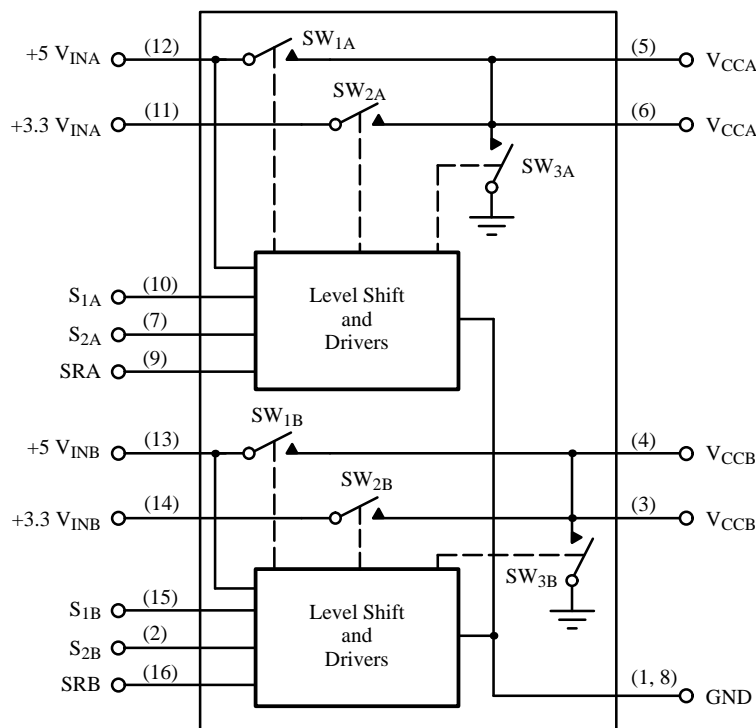 +5 V_INA (12) SW_1A (5) V_CCA
+3.3 V_INA (11) SW_2A (6) V_CCA
SW_3A
S_1A (10)
S_2A (7)
SRA (9)
Level Shift
and
Drivers
+5 V_INB (13) SW_1B (4) V_CCB
+3.3 V_INB (14) SW_2B (3) V_CCB
SW_3B
S_1B (15)
S_2B (2)
SRB (16)
Level Shift
and
Drivers
(1, 8) GND